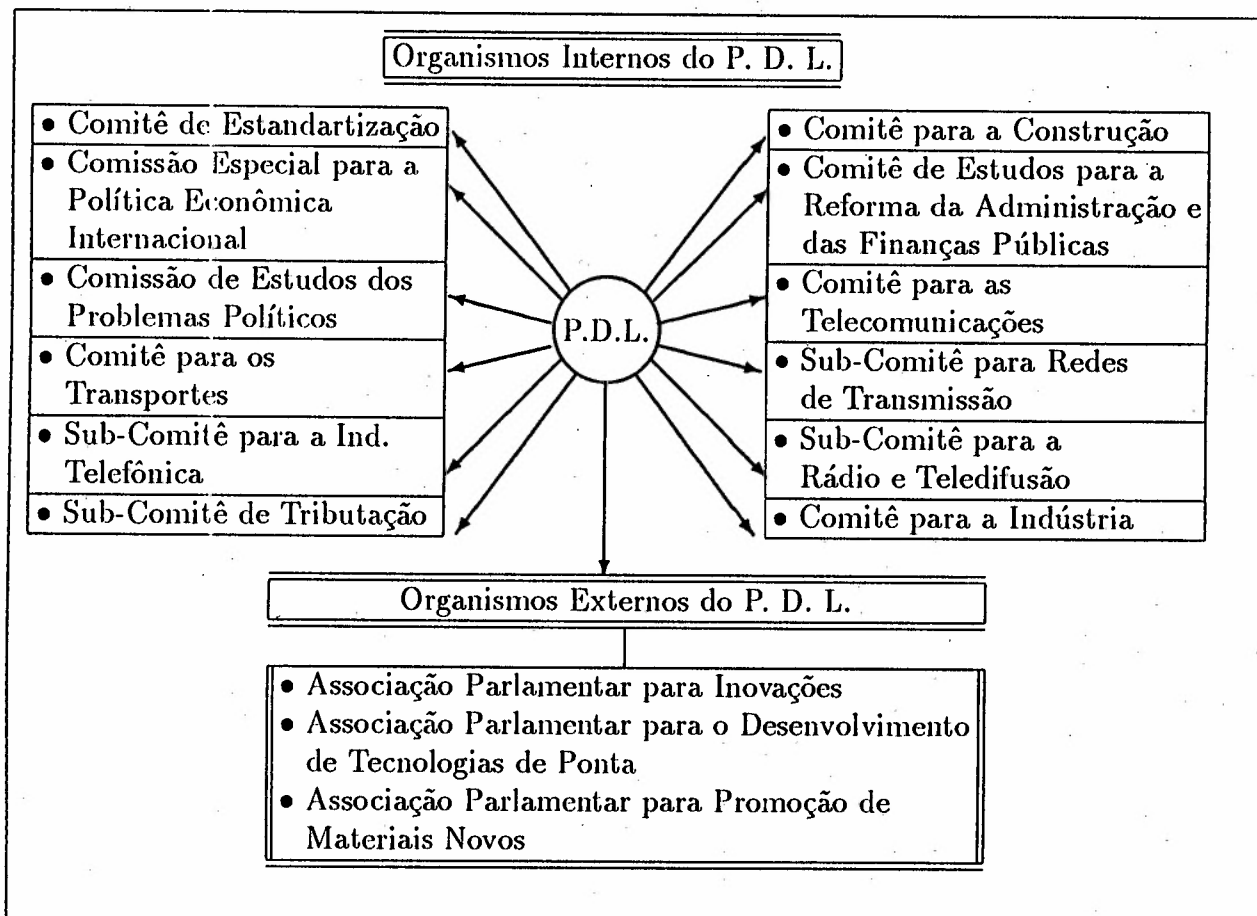 Organismos Internos do P. D. L.
• Comitê de Estandartização
• Comissão Especial para a
Política Econômica
Internacional
• Comissão de Estudos dos
Problemas Políticos
• Comitê para os
Transportes
• Sub-Comitê para a Ind.
Telefônica
• Sub-Comitê de Tributação
P.D.L.
• Comitê para a Construção
• Comitê de Estudos para a
Reforma da Administração e
das Finanças Públicas
• Comitê para as
Telecomunicações
• Sub-Comitê para Redes
de Transmissão
• Sub-Comitê para a
Rádio e Teledifusão
• Comitê para a Indústria
Organismos Externos do P. D. L.
• Associação Parlamentar para Inovações
• Associação Parlamentar para o Desenvolvimento
de Tecnologias de Ponta
• Associação Parlamentar para Promoção de
Materiais Novos